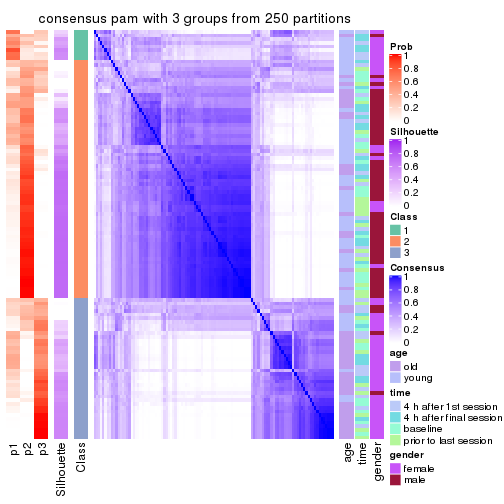 consensus pam with 3 groups from 250 partitions
Prob
1
0.8
0.6
0.4
0.2
0
Silhouette
1
0.8
0.6
0.4
0.2
0
Class
1
2
3
Consensus
1
0.8
0.6
0.4
0.2
0
age
old
young
time
4 h after 1st session
4 h after final session
baseline
prior to last session
gender
female
male
p1
p2
p3
Silhouette
Class
age
time
gender